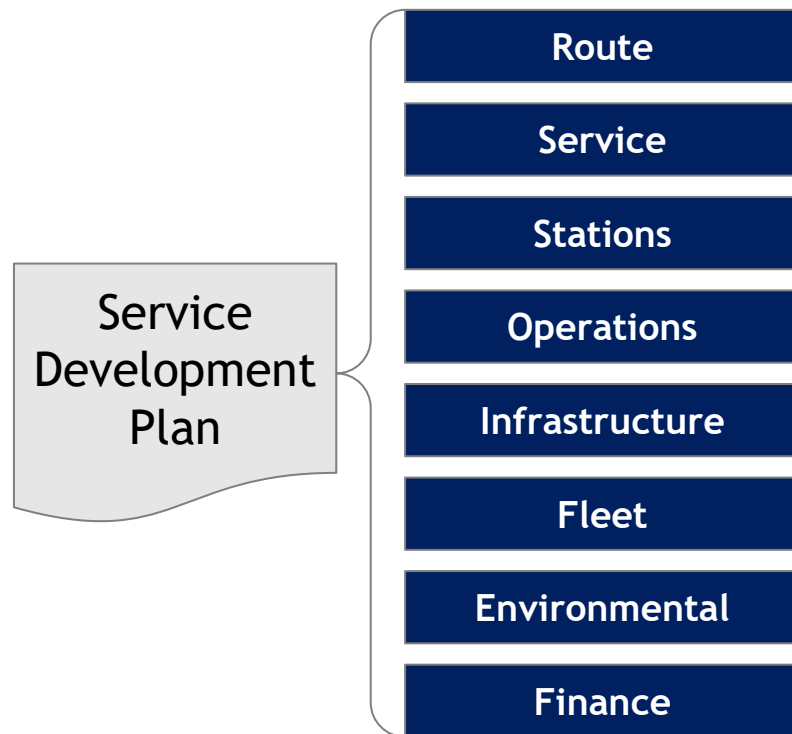 Service
Development
Plan
Route
Service
Stations
Operations
Infrastructure
Fleet
Environmental
Finance